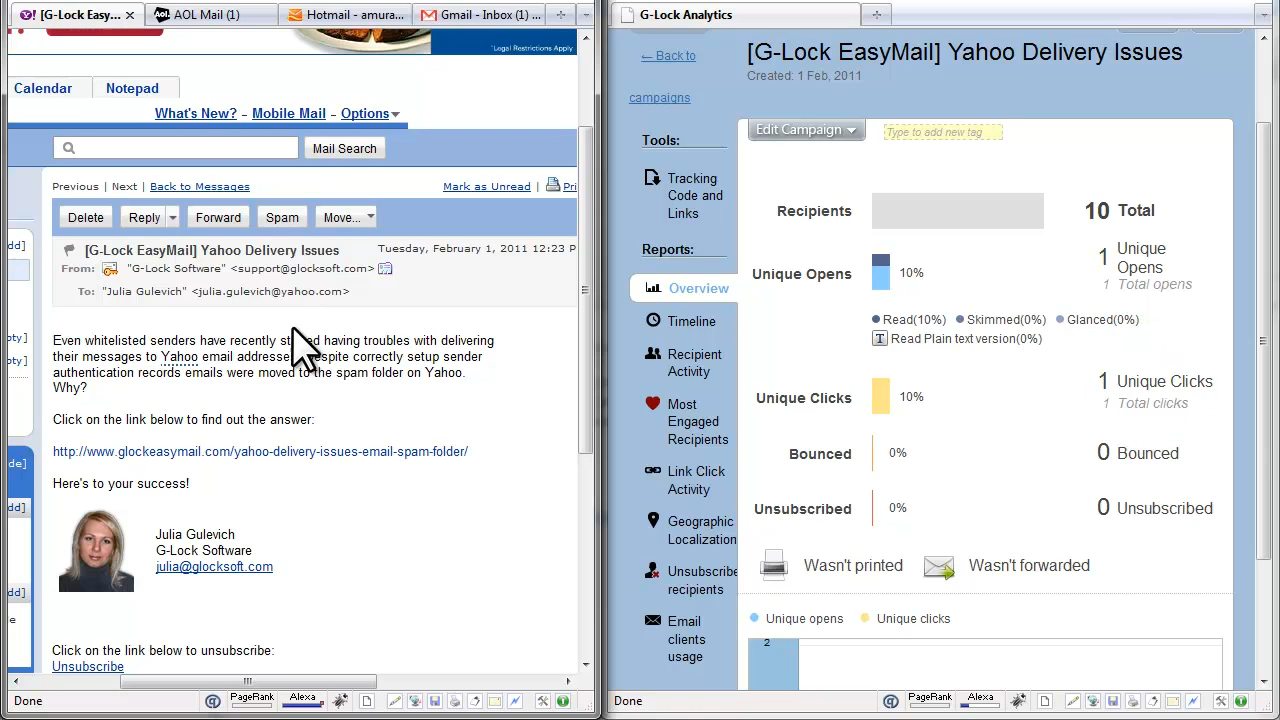 [G-Lock Easy...
AOL Mail (1)
Hotmail - amura...
Gmail - Inbox (1) ...
*Legal Restrictions Apply
Calendar
Notepad
What's New? – Mobile Mail – Options
Mail Search
Previous | Next | Back to Messages
Mark as Unread | Pri
Delete
Reply
Forward
Spam
Move...
[G-Lock EasyMail] Yahoo Delivery Issues
Tuesday, February 1, 2011 12:23 P
From: "G-Lock Software" <support@glocksoft.com>
To: "Julia Gulevich" <julia.gulevich@yahoo.com>
Even whitelisted senders have recently having troubles with delivering
their messages to Yahoo email correctly setup sender
authentication records emails were moved to the spam folder on Yahoo.
Why?
Click on the link below to find out the answer:
http://www.glockeasymail.com/yahoo-delivery-issues-email-spam-folder/
Here's to your success!
Julia Gulevich
G-Lock Software
julia@glocksoft.com
Click on the link below to unsubscribe:
Unsubscribe
Done
PageRank
Alexa
G-Lock Analytics
← Back to
campaigns
[G-Lock EasyMail] Yahoo Delivery Issues
Created: 1 Feb, 2011
Edit Campaign
Type to add new tag
Tools:
Tracking
Code and
Links
Reports:
Overview
Timeline
Recipient
Activity
Most
Engaged
Recipients
Link Click
Activity
Geographic
Localization
Unsubscribe
recipients
Email
clients
usage
Recipients
10 Total
Unique Opens
10%
1 Unique
Opens
1 Total opens
Read(10%) Skimmed(0%) Glanced(0%)
T Read Plain text version(0%)
Unique Clicks
10%
1 Unique Clicks
1 Total clicks
Bounced
0%
0 Bounced
Unsubscribed
0%
0 Unsubscribed
Wasn't printed
Wasn't forwarded
Unique opens
Unique clicks
2
Done
PageRank
Alexa